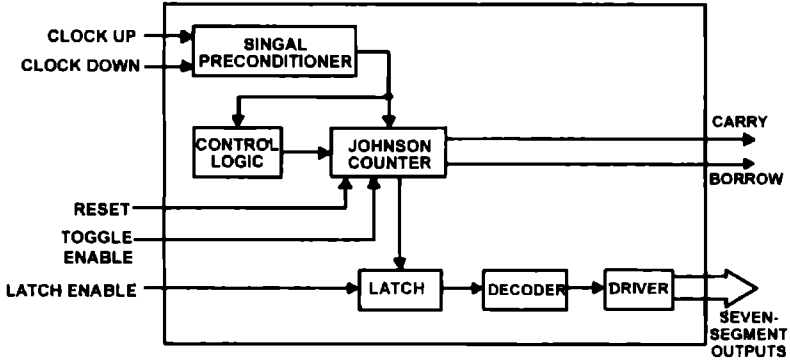 CLOCK UP
CLOCK DOWN
SINGAL
PRECONDITIONER
CONTROL
LOGIC
JOHNSON
COUNTER
CARRY
BORROW
RESET
TOGGLE
ENABLE
LATCH ENABLE
LATCH
DECODER
DRIVER
SEVEN-
SEGMENT
OUTPUTS